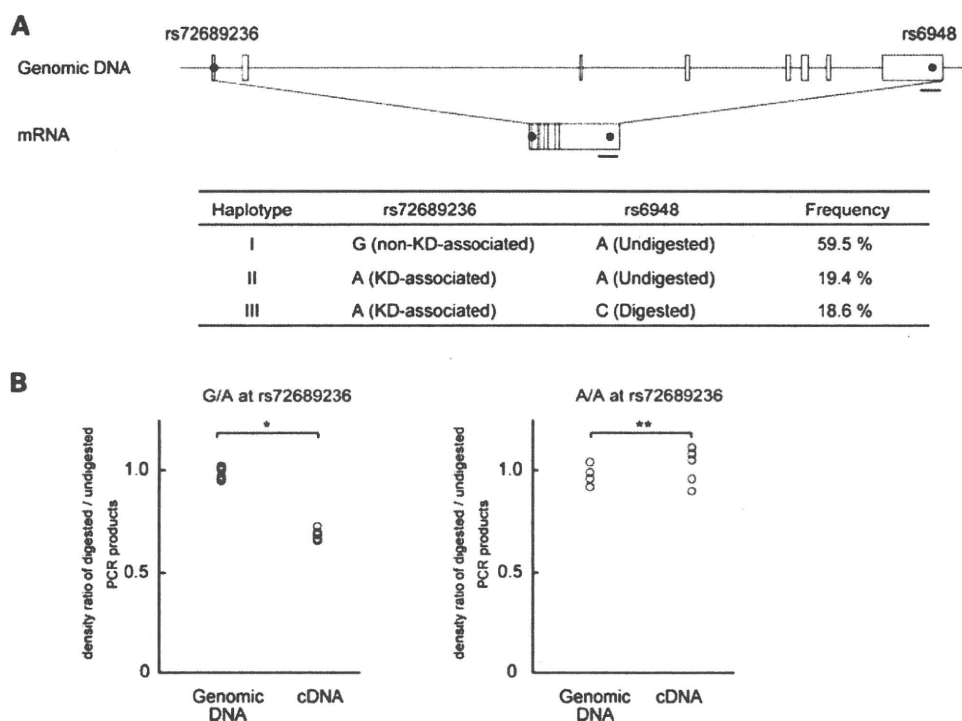 A
rs72689236 rs6948
Genomic DNA
mRNA
Haplotype rs72689236 rs6948 Frequency
I G (non-KD-associated) A (Undigested) 59.5 %
II A (KD-associated) A (Undigested) 19.4 %
III A (KD-associated) C (Digested) 18.6 %
B
G/A at rs72689236
*
density ratio of digested / undigested
PCR products
1.0
0.5
0
Genomic
DNA
cDNA
A/A at rs72689236
**
density ratio of digested / undigested
PCR products
1.0
0.5
0
Genomic
DNA
cDNA